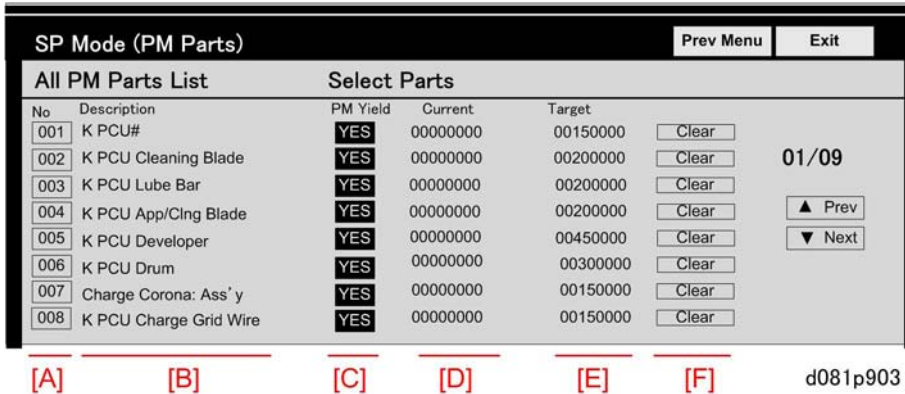 SP Mode (PM Parts) Prev Menu Exit
All PM Parts List Select Parts
No Description PM Yield Current Target
001 K PCU# YES 00000000 00150000 Clear
002 K PCU Cleaning Blade YES 00000000 00200000 Clear 01/09
003 K PCU Lube Bar YES 00000000 00200000 Clear
004 K PCU App/Clng Blade YES 00000000 00200000 Clear ▲ Prev
005 K PCU Developer YES 00000000 00450000 Clear ▼ Next
006 K PCU Drum YES 00000000 00300000 Clear
007 Charge Corona: Ass'y YES 00000000 00150000 Clear
008 K PCU Charge Grid Wire YES 00000000 00150000 Clear
[A] [B] [C] [D] [E] [F] d081p903